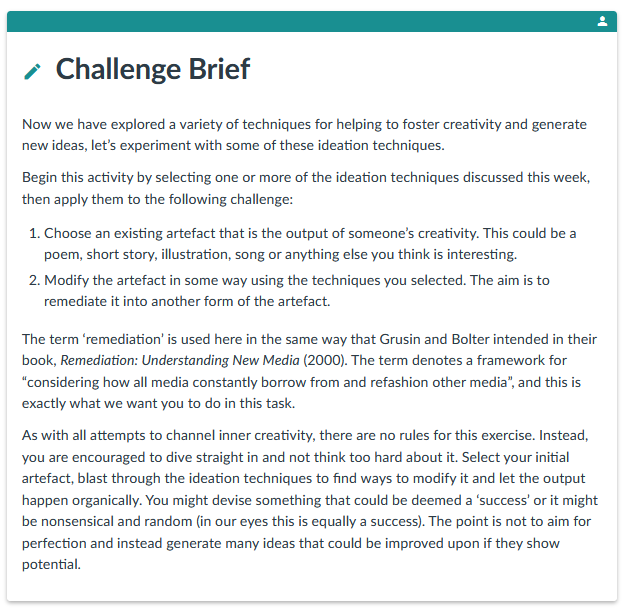 Challenge Brief
Now we have explored a variety of techniques for helping to foster creativity and generate
new ideas, let's experiment with some of these ideation techniques.
Begin this activity by selecting one or more of the ideation techniques discussed this week,
then apply them to the following challenge:
1. Choose an existing artefact that is the output of someone's creativity. This could be a
poem, short story, illustration, song or anything else you think is interesting.
2. Modify the artefact in some way using the techniques you selected. The aim is to
remediate it into another form of the artefact.
The term ‘remediation’ is used here in the same way that Grusin and Bolter intended in their
book, Remediation: Understanding New Media (2000). The term denotes a framework for
“considering how all media constantly borrow from and refashion other media”, and this is
exactly what we want you to do in this task.
As with all attempts to channel inner creativity, there are no rules for this exercise. Instead,
you are encouraged to dive straight in and not think too hard about it. Select your initial
artefact, blast through the ideation techniques to find ways to modify it and let the output
happen organically. You might devise something that could be deemed a ‘success’ or it might
be nonsensical and random (in our eyes this is equally a success). The point is not to aim for
perfection and instead generate many ideas that could be improved upon if they show
potential.